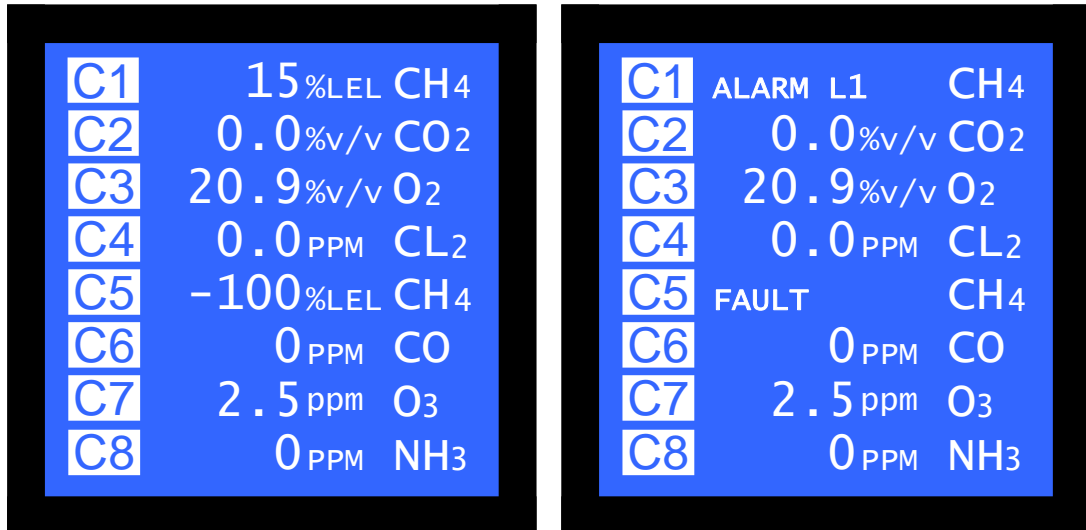 C1 15%LEL CH4
C2 0.0%v/v CO2
C3 20.9%v/v O2
C4 0.0PPM CL2
C5 -100%LEL CH4
C6 0PPM CO
C7 2.5ppm O3
C8 0PPM NH3
C1 ALARM L1 CH4
C2 0.0%v/v CO2
C3 20.9%v/v O2
C4 0.0PPM CL2
C5 FAULT CH4
C6 0PPM CO
C7 2.5ppm O3
C8 0PPM NH3